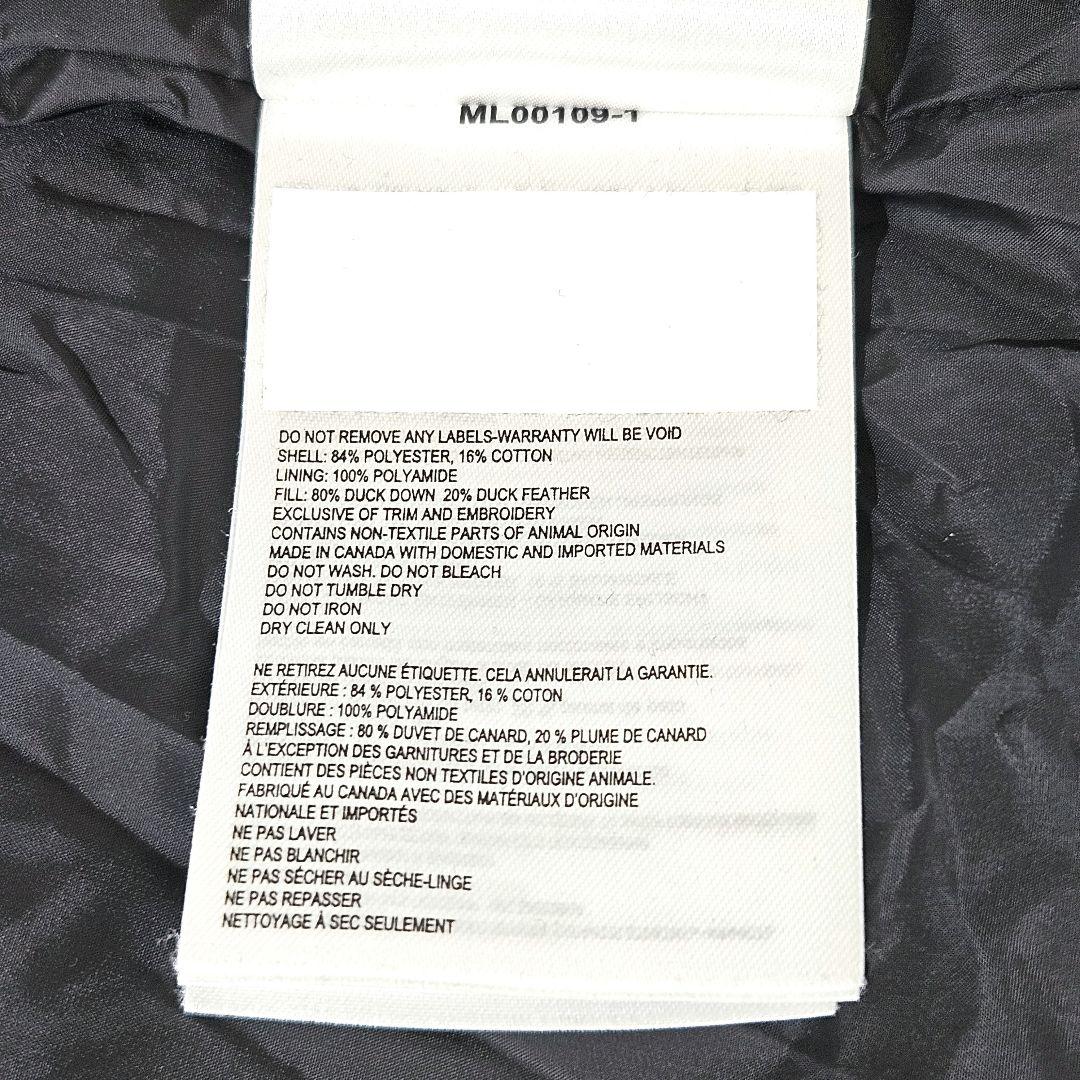 ML00109-1
DO NOT REMOVE ANY LABELS-WARRANTY WILL BE VOID
SHELL: 84% POLYESTER, 16% COTTON
LINING: 100% POLYAMIDE
FILL: 80% DUCK DOWN 20% DUCK FEATHER
EXCLUSIVE OF TRIM AND EMBROIDERY
CONTAINS NON-TEXTILE PARTS OF ANIMAL ORIGIN
MADE IN CANADA WITH DOMESTIC AND IMPORTED MATERIALS
DO NOT WASH. DO NOT BLEACH
DO NOT TUMBLE DRY
DO NOT IRON
DRY CLEAN ONLY
NE RETIREZ AUCUNE ÉTIQUETTE. CELA ANNULERAIT LA GARANTIE.
EXTÉRIEURE : 84 % POLYESTER, 16 % COTON
DOUBLURE : 100% POLYAMIDE
REMPLISSAGE : 80 % DUVET DE CANARD, 20 % PLUME DE CANARD
À L'EXCEPTION DES GARNITURES ET DE LA BRODERIE
CONTIENT DES PIÈCES NON TEXTILES D'ORIGINE ANIMALE.
FABRIQUÉ AU CANADA AVEC DES MATÉRIAUX D'ORIGINE
NATIONALE ET IMPORTÉS
NE PAS LAVER
NE PAS BLANCHIR
NE PAS SÉCHER AU SÈCHE-LINGE
NE PAS REPASSER
NETTOYAGE À SEC SEULEMENT